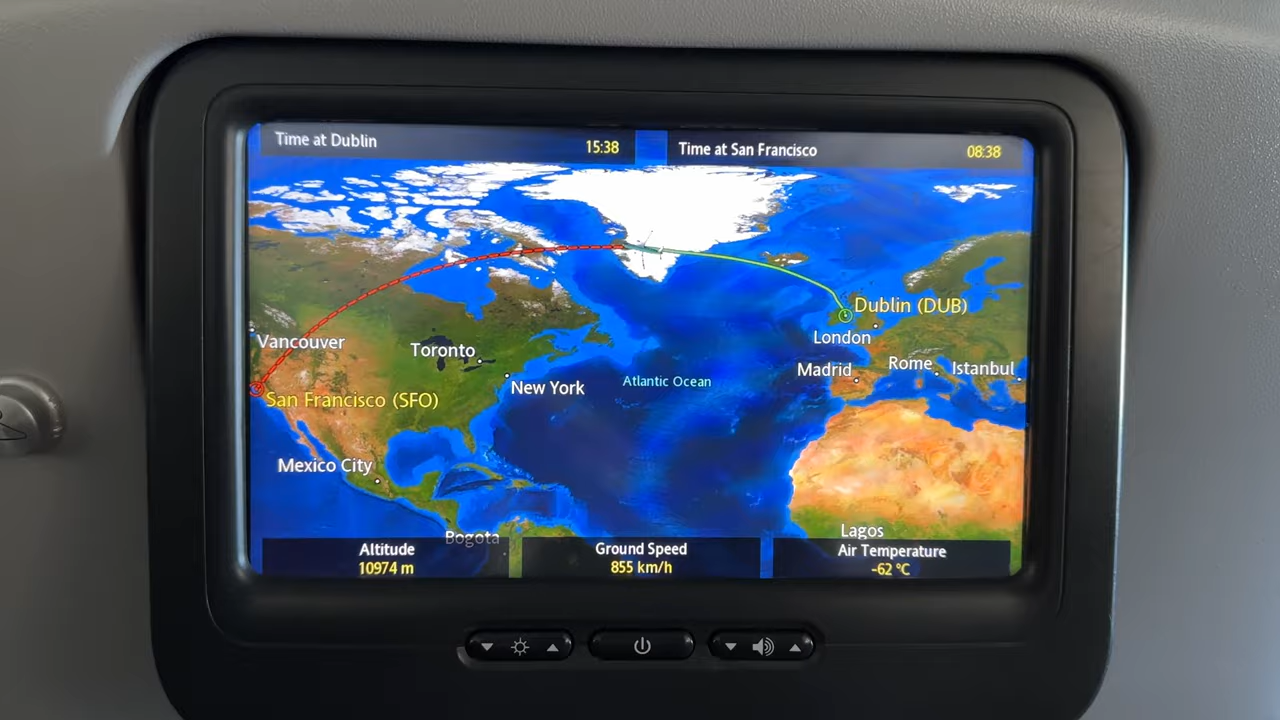 Time at Dublin
15:38
Time at San Francisco
08:38
Dublin (DUB)
London
Vancouver
Toronto
Madrid
Rome
Istanbul
New York
Atlantic Ocean
San Francisco (SFO)
Mexico City
Bogota
Lagos
Altitude
10974 m
Ground Speed
855 km/h
Air Temperature
-62 °C